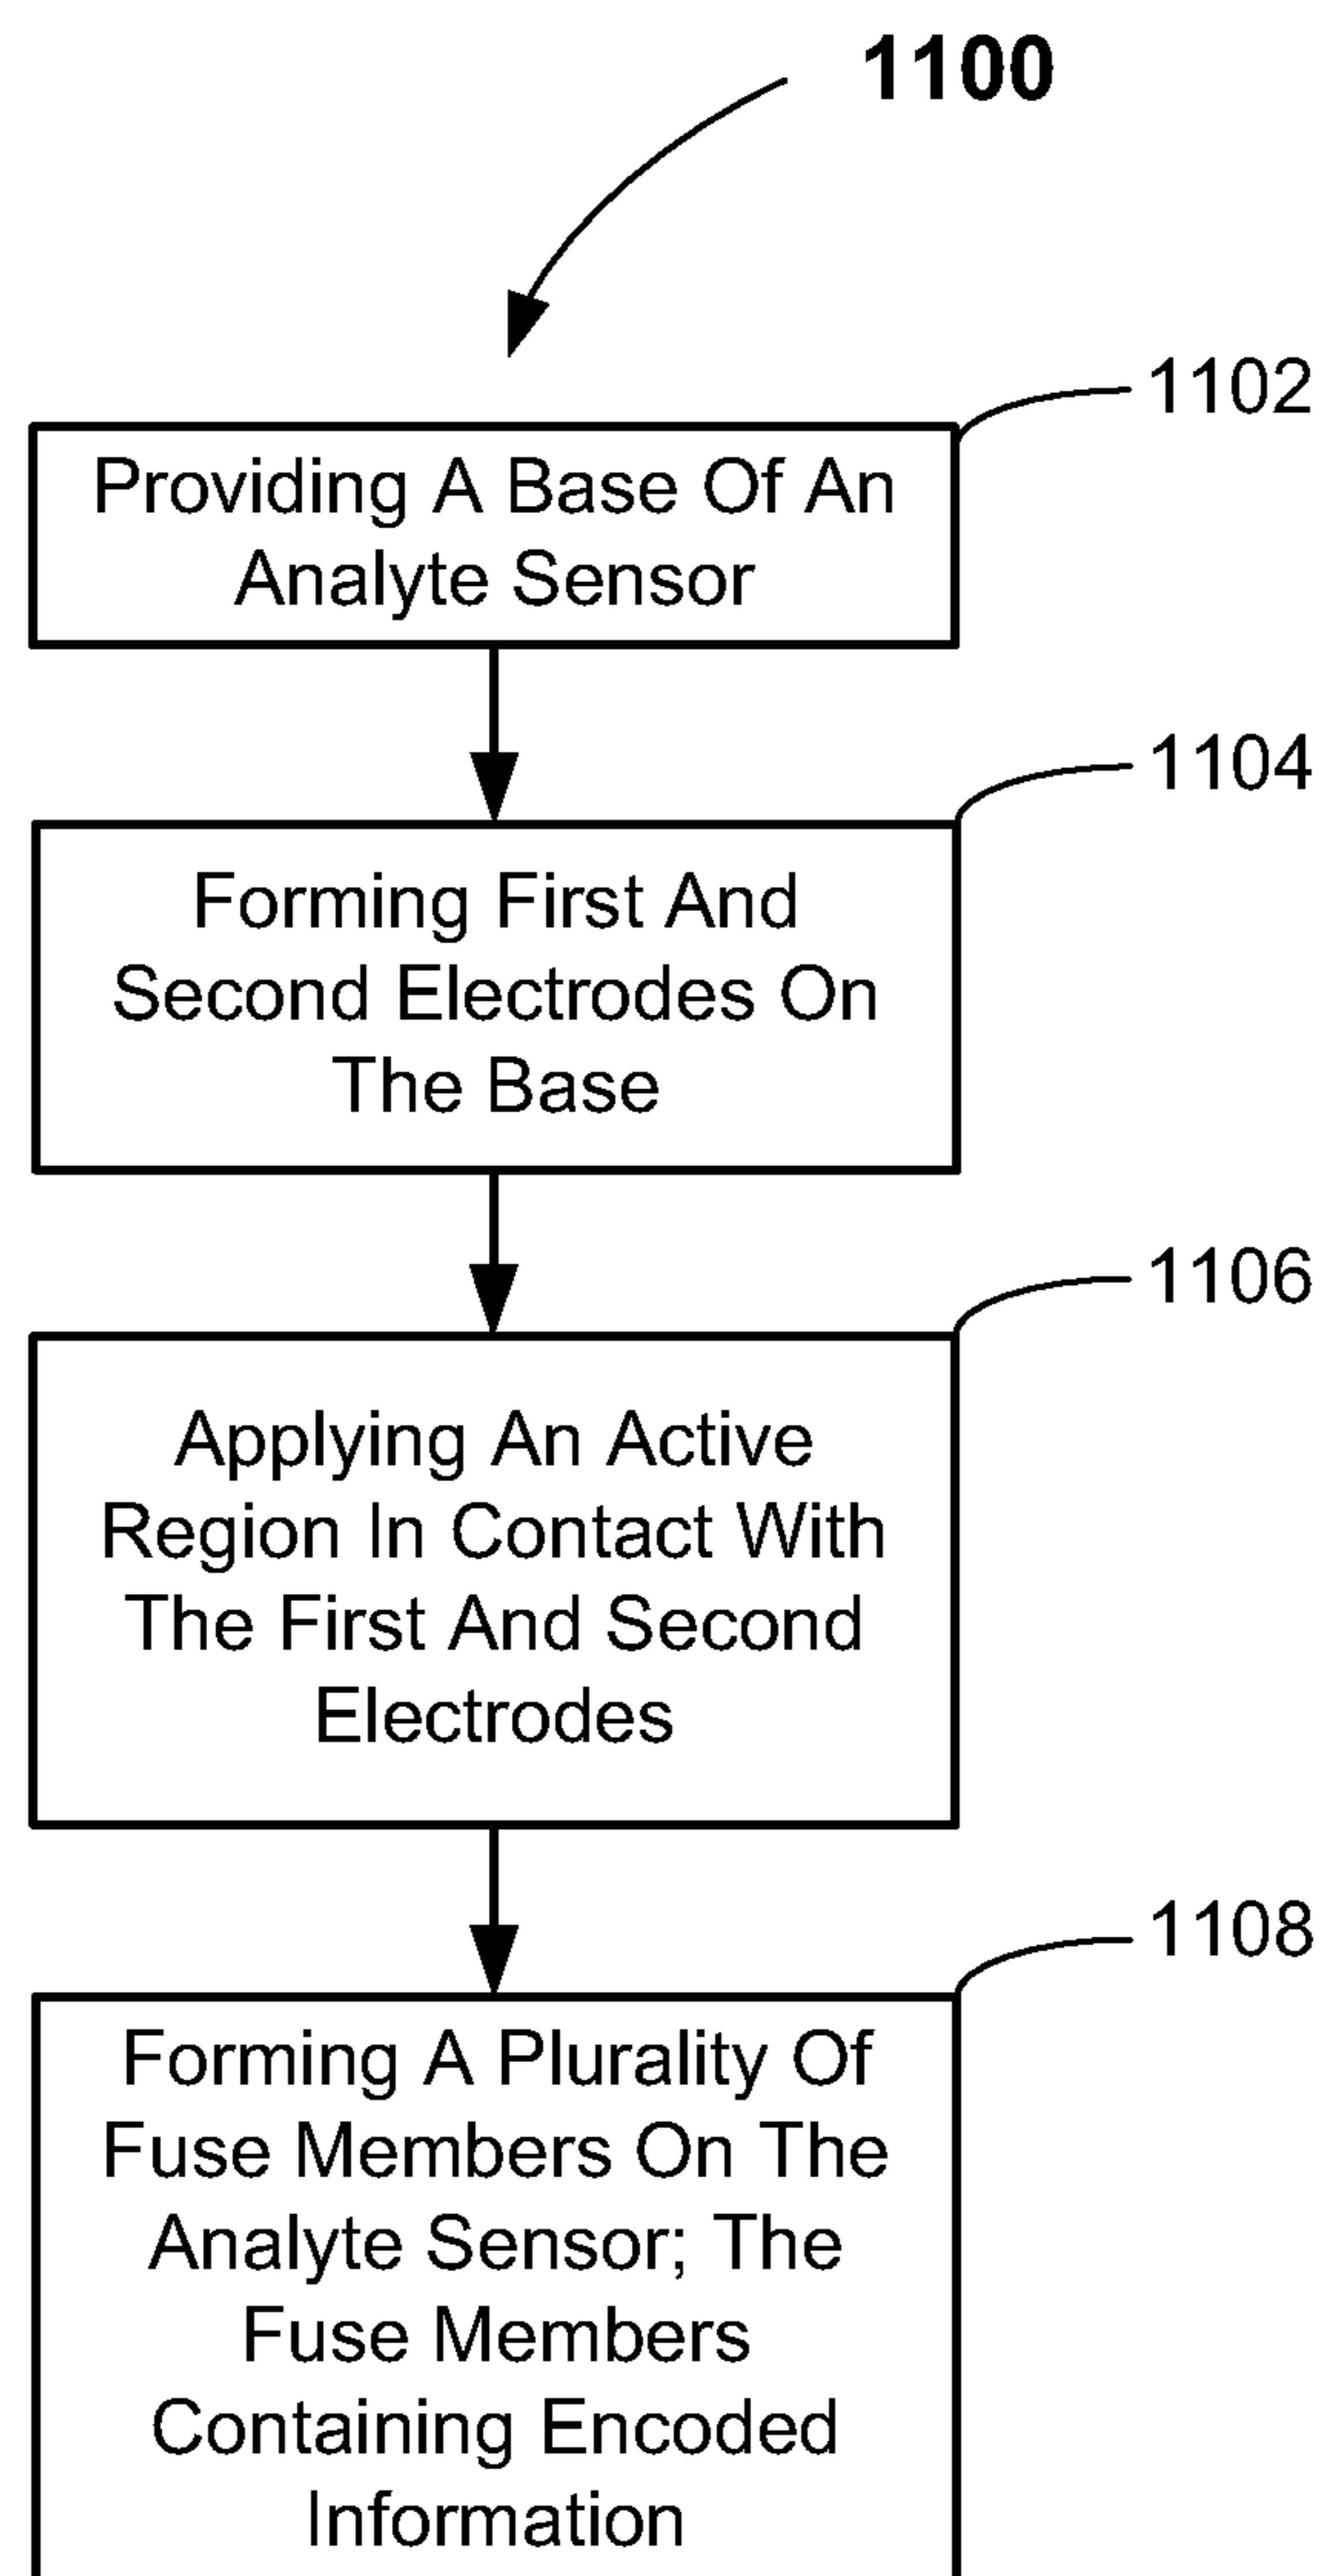 1100
1102
Providing A Base Of An
Analyte Sensor
1104
Forming First And
Second Electrodes On
The Base
1106
Applying An Active
Region In Contact With
The First And Second
Electrodes
1108
Forming A Plurality Of
Fuse Members On The
Analyte Sensor; The
Fuse Members
Containing Encoded
Information